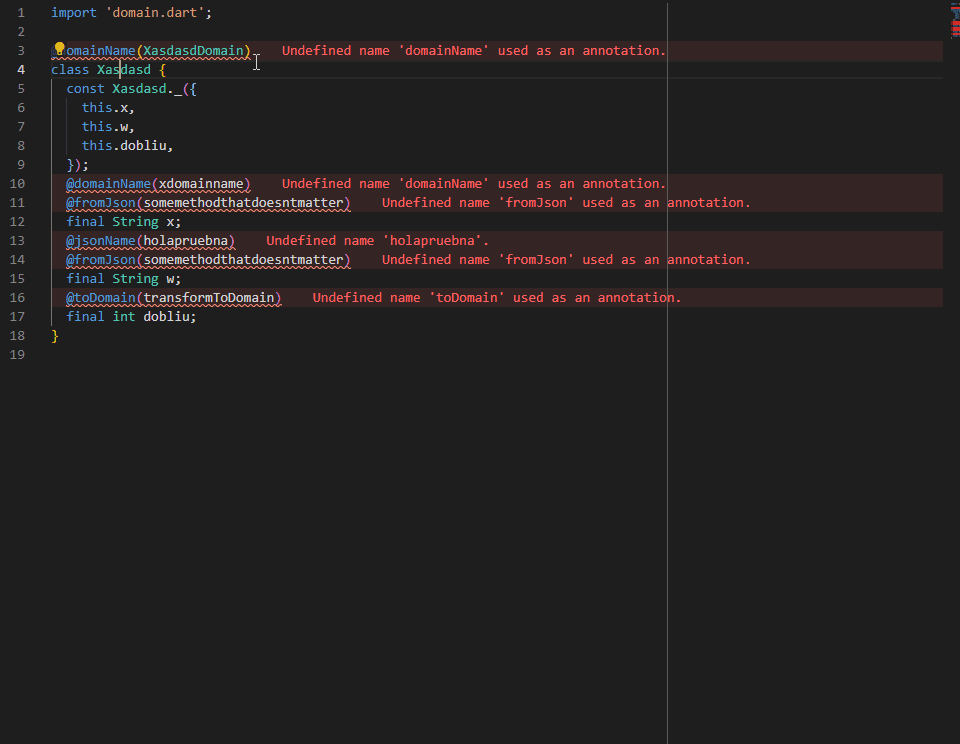 1 import 'domain.dart';
2
3 omainName(XasdasdDomain) Undefined name 'domainName' used as an annotation.
4 class Xasdasd {
5 const Xasdasd._({
6 this.x,
7 this.w,
8 this.dobliu,
9 });
10 @domainName(xdomainname) Undefined name 'domainName' used as an annotation.
11 @fromJson(somemethodthatdoesntmatter) Undefined name 'fromJson' used as an annotation.
12 final String x;
13 @jsonName(holapruebna) Undefined name 'holapruebna'.
14 @fromJson(somemethodthatdoesntmatter) Undefined name 'fromJson' used as an annotation.
15 final String w;
16 @toDomain(transformToDomain) Undefined name 'toDomain' used as an annotation.
17 final int dobliu;
18 }
19